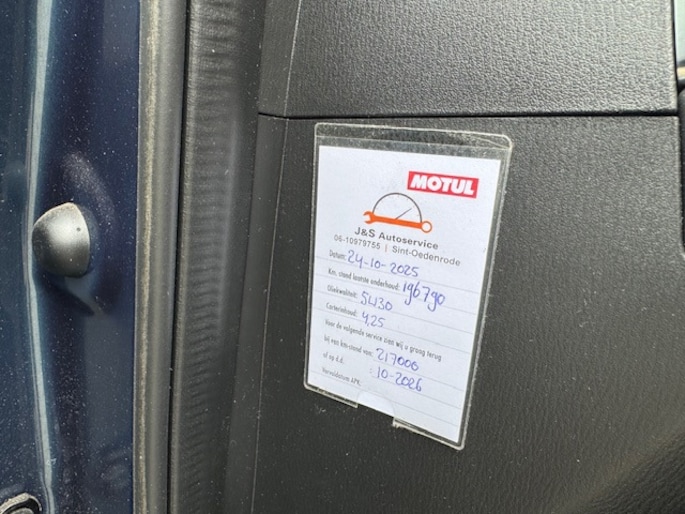 MOTUL
J&S Autoservice
06-10979755 | Sint-Oedenrode
Datum: 24-10-2025
Km. stand laatste onderhoud: 196790
Oliekwaliteit: 5W30
Carterinhoud: 4,25
Voor de volgende service zien wij u graag terug
bij een km-stand van: 217000
of op d.d. : 10-2026
Vervaldatum APK: